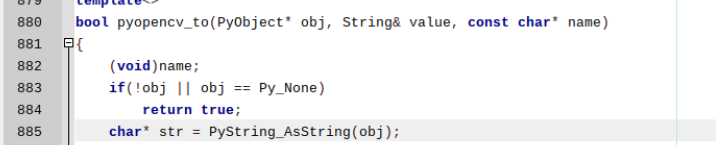 879 template<>
880 bool pyopencv_to(PyObject* obj, String& value, const char* name)
881 {
882 (void)name;
883 if(!obj || obj == Py_None)
884 return true;
885 char* str = PyString_AsString(obj);